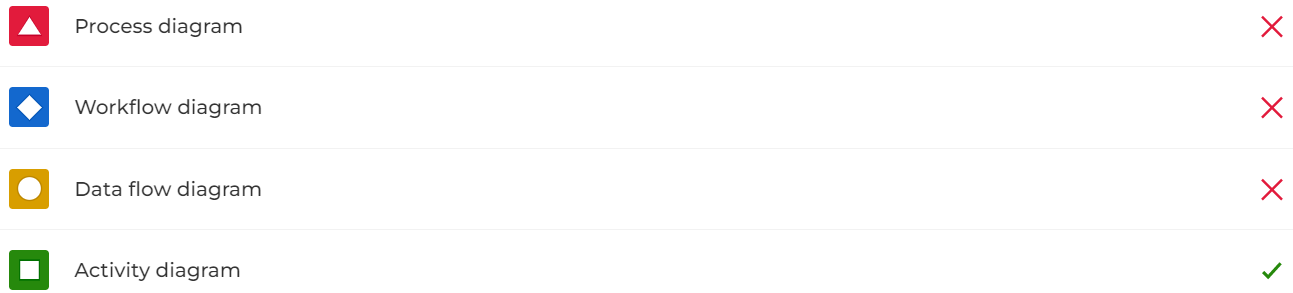 Process diagram
Workflow diagram
Data flow diagram
Activity diagram